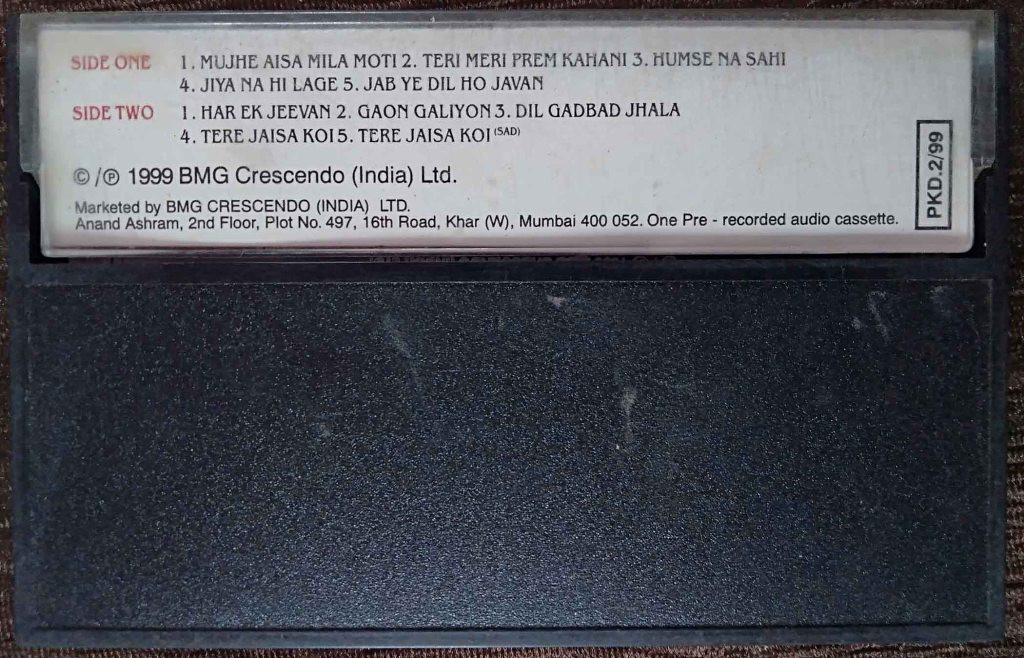 SIDE ONE 1. MUJHE AISA MILA MOTI 2. TERI MERI PREM KAHANI 3. HUMSE NA SAHI
4. JIYA NA HI LAGE 5. JAB YE DIL HO JAVAN
SIDE TWO 1. HAR EK JEEVAN 2. GAON GALIYON 3. DIL GADBAD JHALA
4. TERE JAISA KOI 5. TERE JAISA KOI (SAD)
© / ℗ 1999 BMG Crescendo (India) Ltd.
Marketed by BMG CRESCENDO (INDIA) LTD.
Anand Ashram, 2nd Floor, Plot No. 497, 16th Road, Khar (W), Mumbai 400 052. One Pre - recorded audio cassette.
PKD.2/99